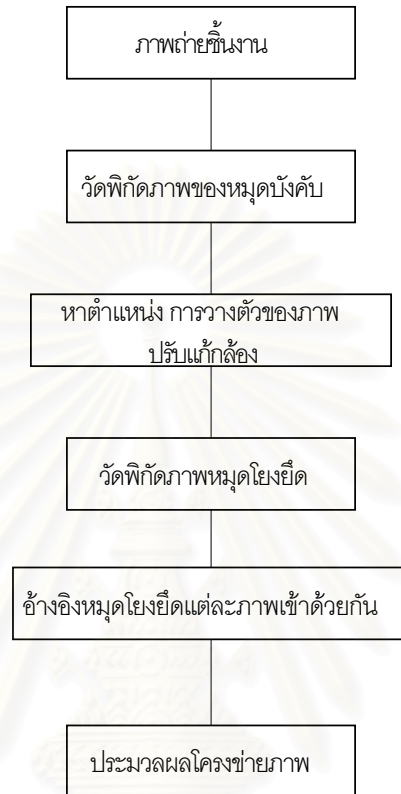 ภาพถ่ายชิ้นงาน
วัดพิกัดภาพของหมุดบังคับ
หาตำแหน่ง การวางตัวของภาพ
ปรับแก้กล้อง
วัดพิกัดภาพหมุดโยงยึด
อ้างอิงหมุดโยงยึดแต่ละภาพเข้าด้วยกัน
ประมวลผลโครงข่ายภาพ